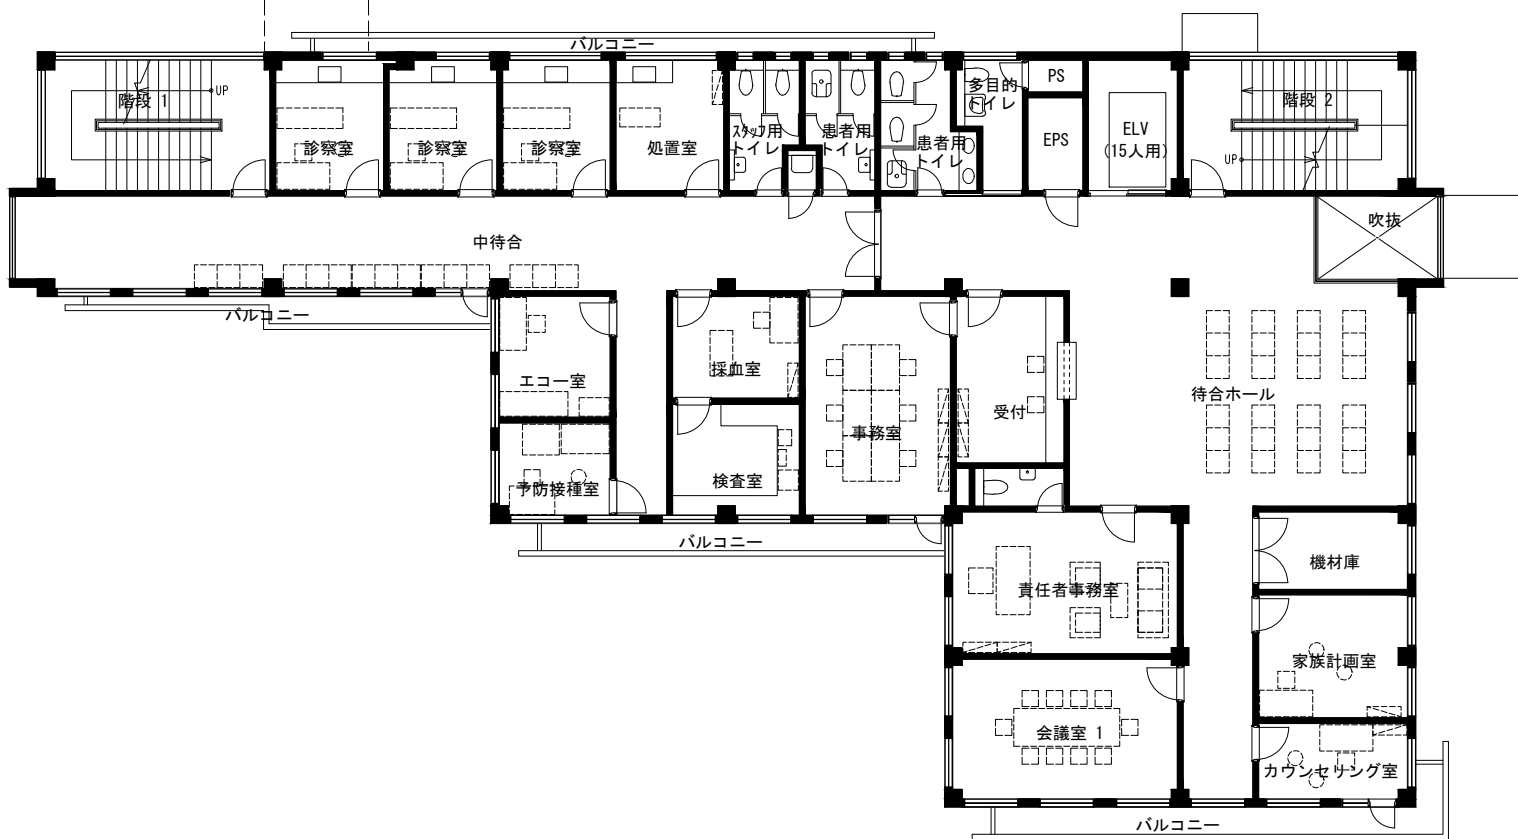 バルコニー
階段 1
UP
診察室
診察室
診察室
処置室
ｽﾀｯﾌ用
トイレ
患者用
トイレ
患者用
トイレ
多目的
トイレ
PS
EPS
ELV
(15人用)
階段 2
UP
中待合
吹抜
バルコニー
エコー室
採血室
事務室
受付
待合ホール
予防接種室
検査室
バルコニー
責任者事務室
機材庫
家族計画室
会議室 1
カウンセリング室
バルコニー